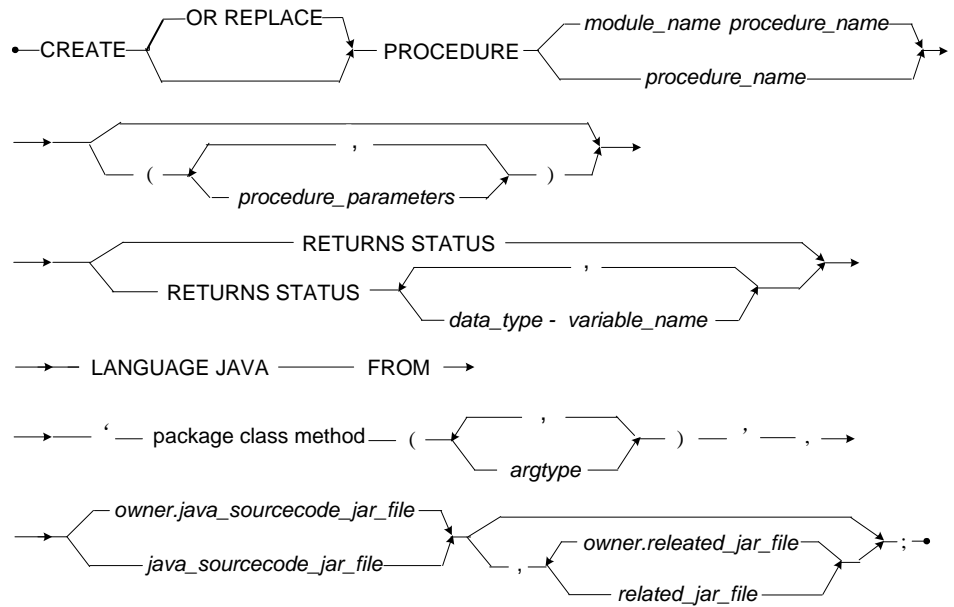 OR REPLACE
module_name procedure_name
CREATE
PROCEDURE
procedure_name
,
( procedure_parameters )
RETURNS STATUS
,
RETURNS STATUS
data_type - variable_name
LANGUAGE JAVA FROM
,
‘ package class method ( ) ’ ,
argtype
owner.java_sourcecode_jar_file
owner.releated_jar_file
, ;
java_sourcecode_jar_file
related_jar_file